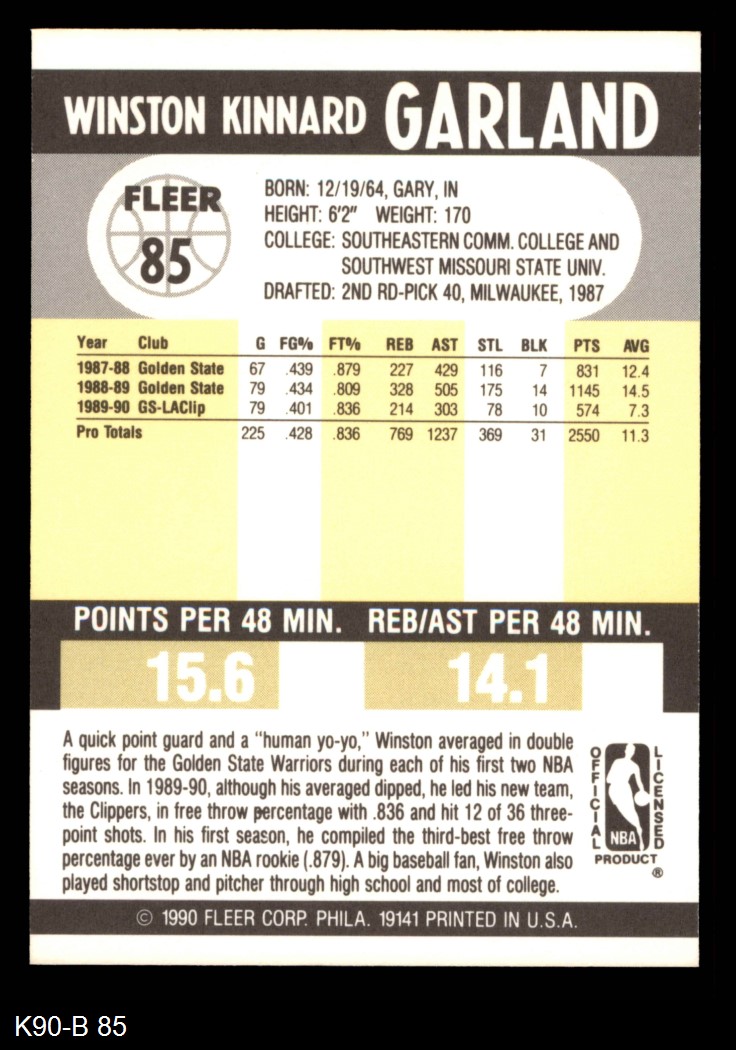 WINSTON KINNARD GARLAND
FLEER
85
BORN: 12/19/64, GARY, IN
HEIGHT: 6'2" WEIGHT: 170
COLLEGE: SOUTHEASTERN COMM. COLLEGE AND
SOUTHWEST MISSOURI STATE UNIV.
DRAFTED: 2ND RD-PICK 40, MILWAUKEE, 1987
Year Club G FG% FT% REB AST STL BLK PTS AVG
1987-88 Golden State 67 .439 .879 227 429 116 7 831 12.4
1988-89 Golden State 79 .434 .809 328 505 175 14 1145 14.5
1989-90 GS-LAClip 79 .401 .836 214 303 78 10 574 7.3
Pro Totals 225 .428 .836 769 1237 369 31 2550 11.3
POINTS PER 48 MIN. REB/AST PER 48 MIN.
15.6 14.1
A quick point guard and a "human yo-yo," Winston averaged in double
figures for the Golden State Warriors during each of his first two NBA
seasons. In 1989-90, although his averaged dipped, he led his new team,
the Clippers, in free throw percentage with .836 and hit 12 of 36 three-
point shots. In his first season, he compiled the third-best free throw
percentage ever by an NBA rookie (.879). A big baseball fan, Winston also
played shortstop and pitcher through high school and most of college.
OFFICIAL LICENSED
NBA
PRODUCT
®
© 1990 FLEER CORP. PHILA. 19141 PRINTED IN U.S.A.
K90-B 85